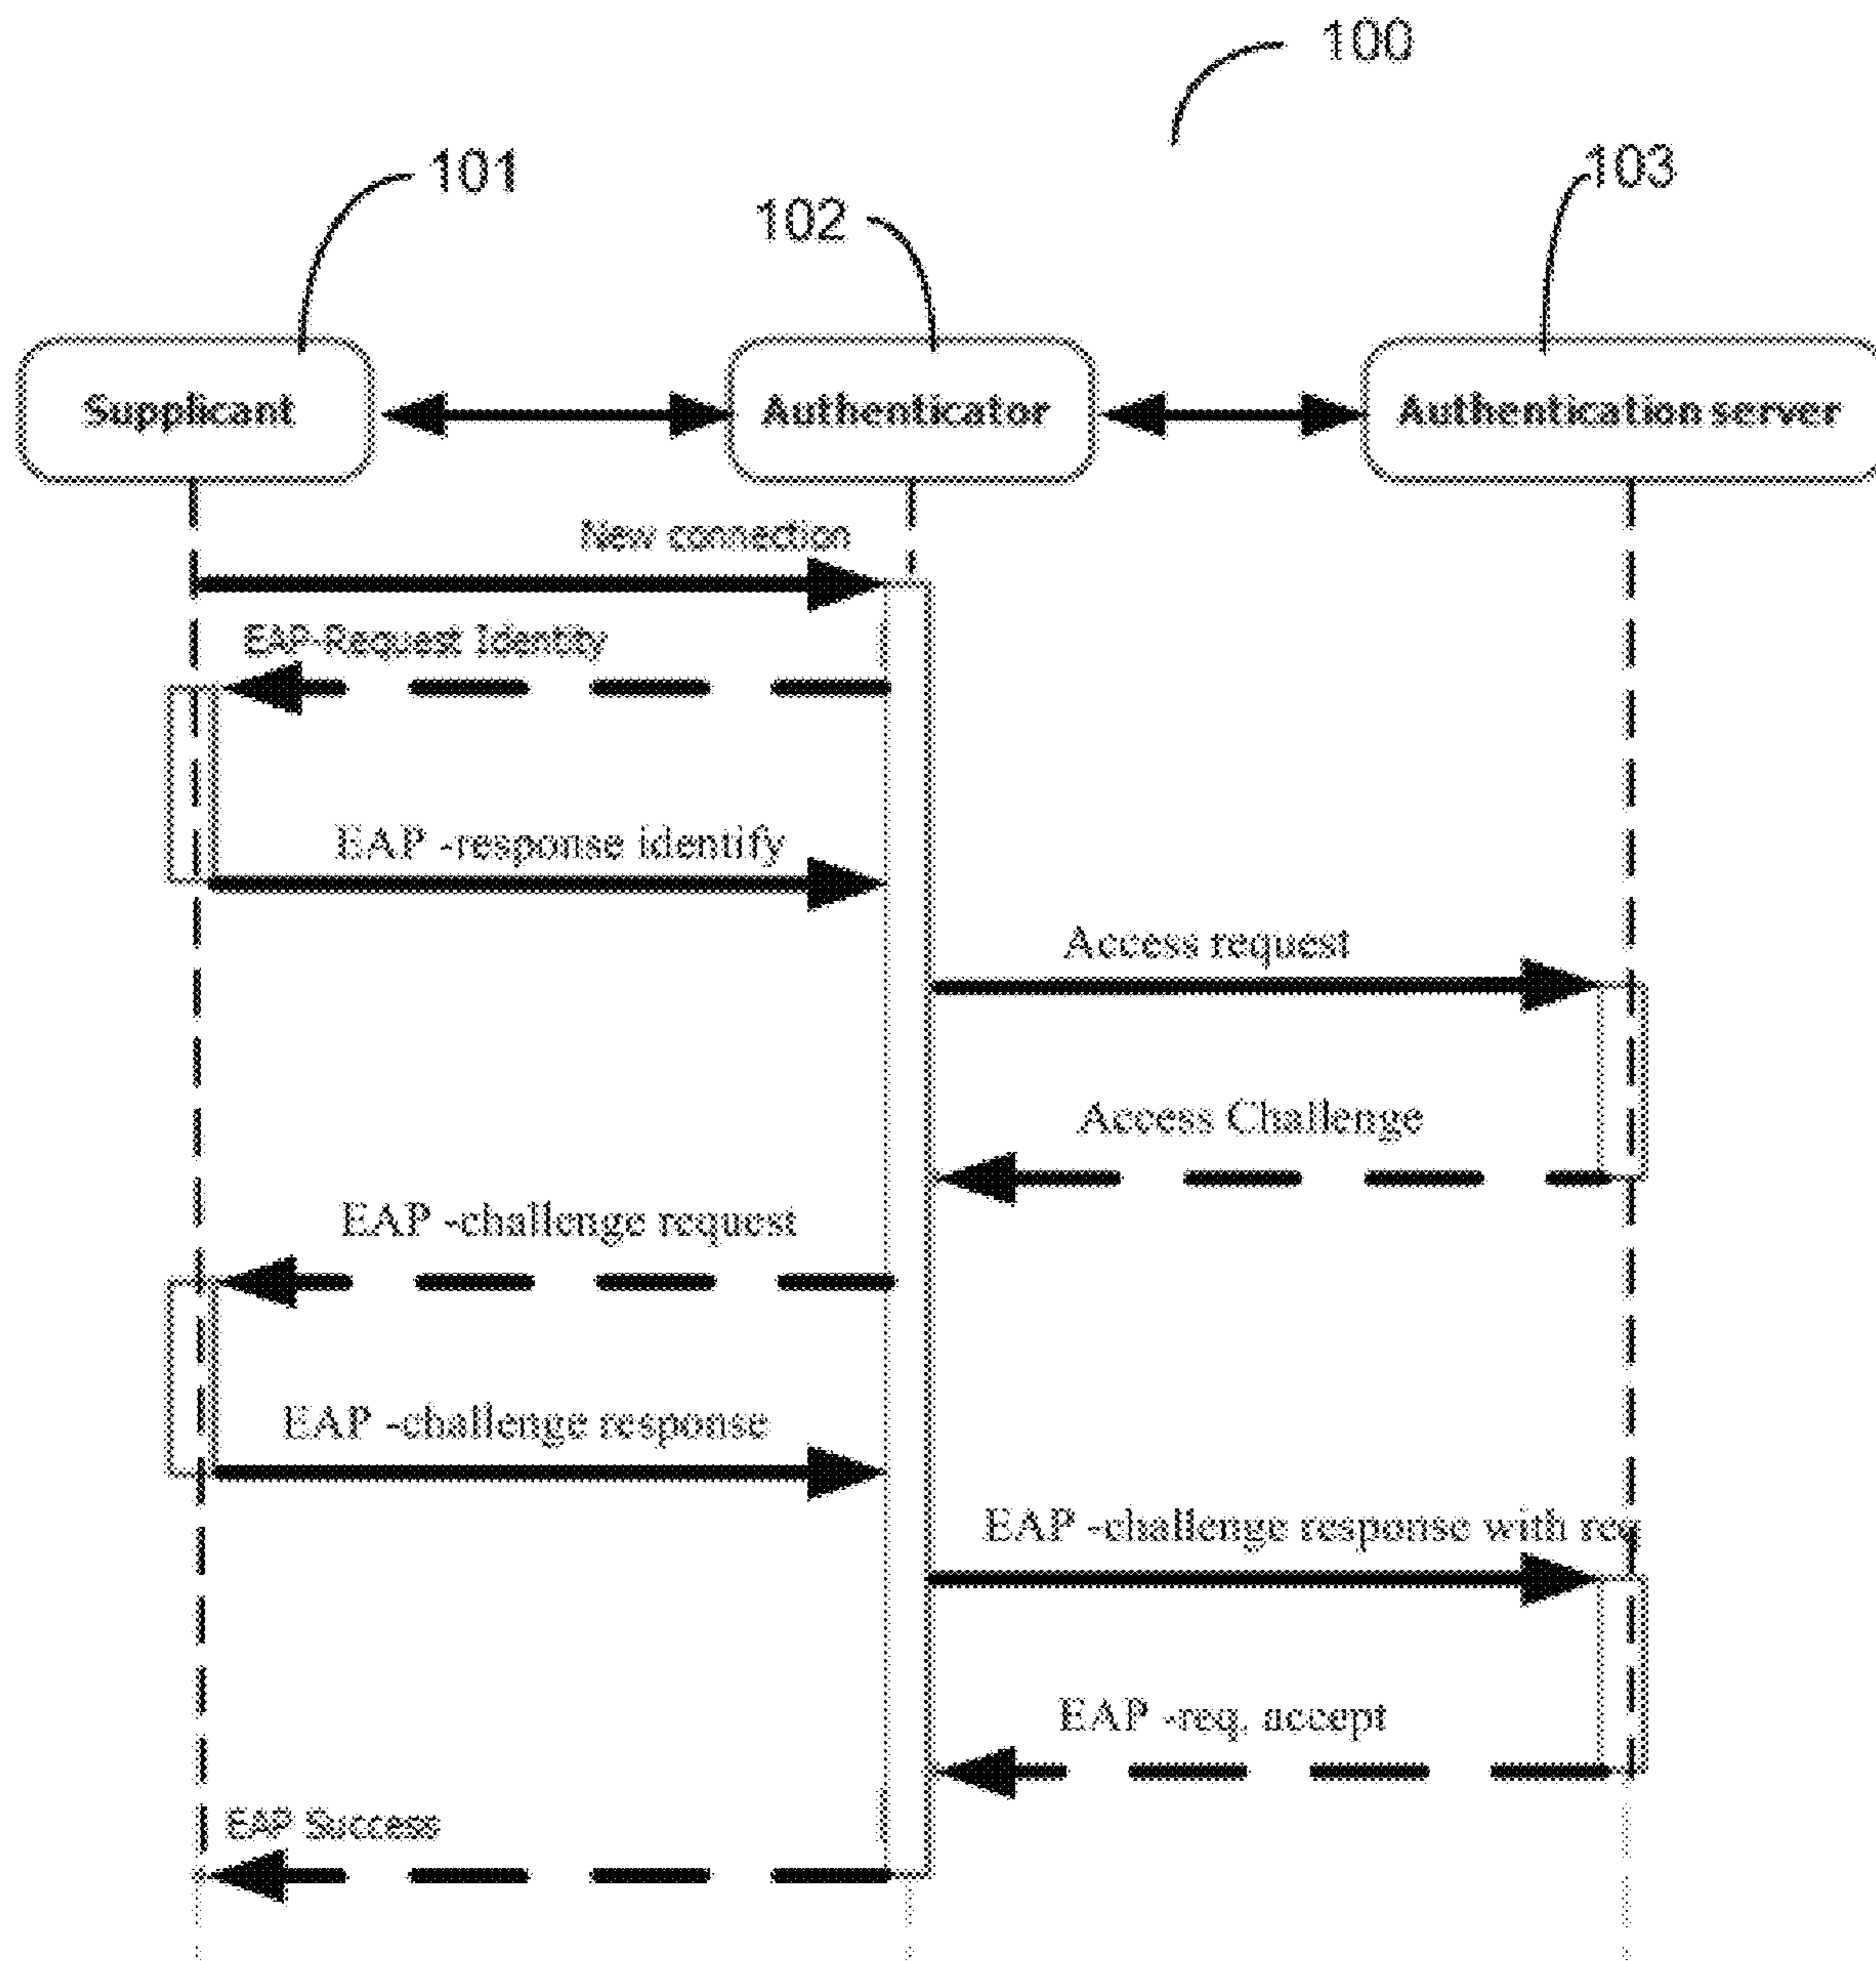 100
101
102
103
Supplicant
Authenticator
Authentication server
New connection
EAP-Request Identity
EAP -response identify
Access request
Access Challenge
EAP -challenge request
EAP -challenge response
EAP -challenge response with req
EAP -req. accept
EAP Success